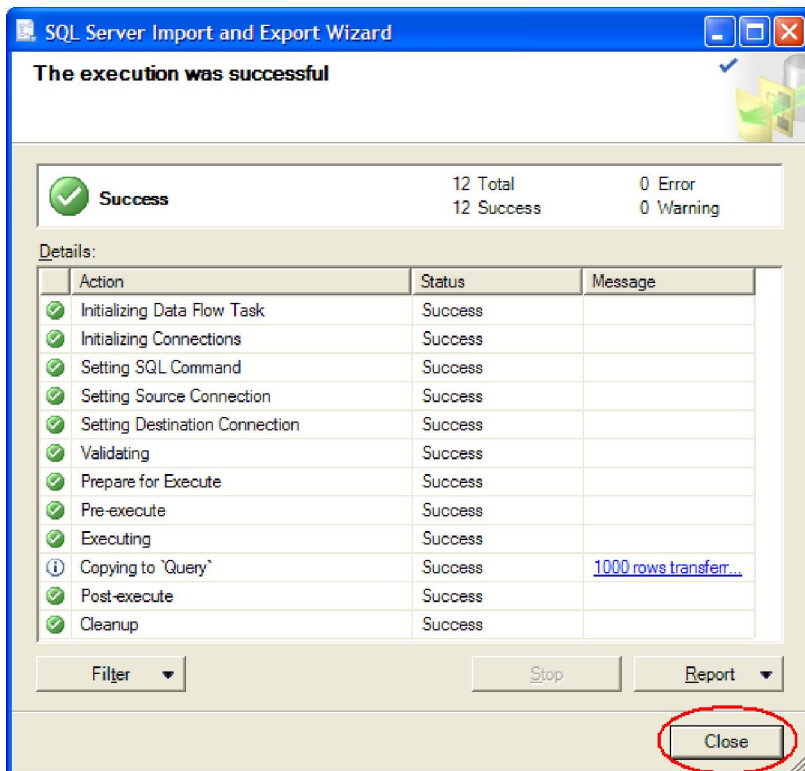 SQL Server Import and Export Wizard
The execution was successful
Success
12 Total
0 Error
12 Success
0 Warning
Details:
Action Status Message
Initializing Data Flow Task Success
Initializing Connections Success
Setting SQL Command Success
Setting Source Connection Success
Setting Destination Connection Success
Validating Success
Prepare for Execute Success
Pre-execute Success
Executing Success
Copying to `Query` Success 1000 rows transferr...
Post-execute Success
Cleanup Success
Filter Stop Report
Close